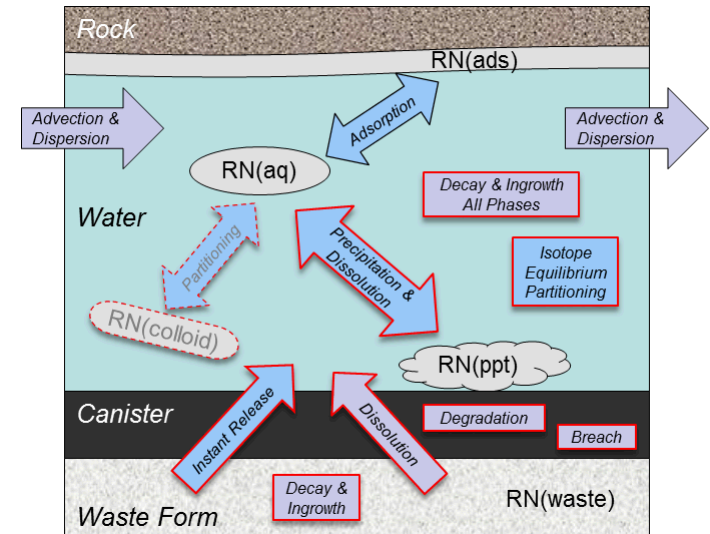 Rock
RN(ads)
Advection &
Dispersion
Adsorption
Advection &
Dispersion
RN(aq)
Decay & Ingrowth
All Phases
Water
Partitioning
Precipitation &
Dissolution
Isotope
Equilibrium
Partitioning
RN(colloid)
RN(ppt)
Canister
Instant Release
Dissolution
Degradation
Breach
Decay &
Ingrowth
RN(waste)
Waste Form